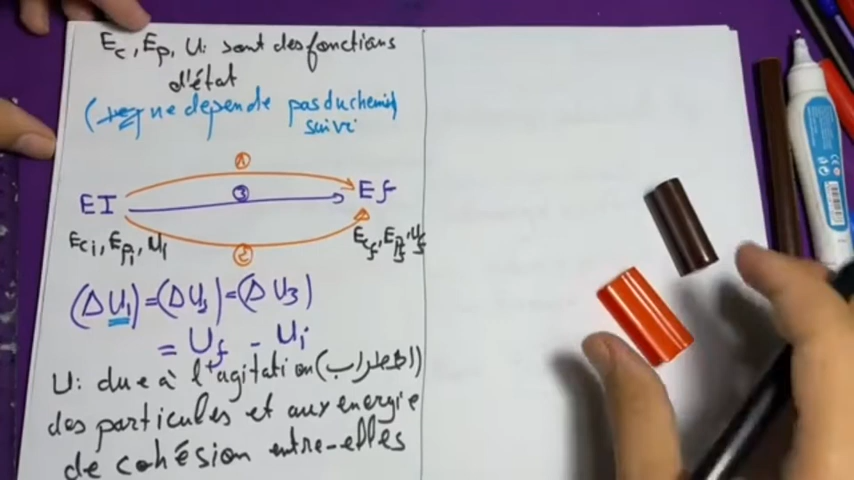 Ec, Ep, U: sont des fonctions
d'état
( ne depende pas du chemin
suivi
1
EI 3 Ef
Eci, Epi, Ui Ecf, Epf, Uf
2
(ΔU1)=(ΔU2)=(ΔU3)
= Uf - Ui
U: due à l'agitation (اضطراب)
des particules et aux energie
de cohésion entre-elles